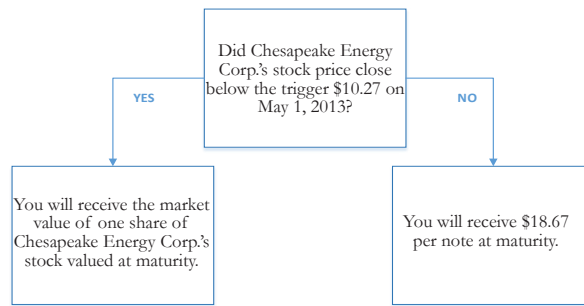 Did Chesapeake Energy
Corp.'s stock price close
below the trigger $10.27 on
May 1, 2013?
YES
NO
You will receive the market
value of one share of
Chesapeake Energy Corp.'s
stock valued at maturity.
You will receive $18.67
per note at maturity.